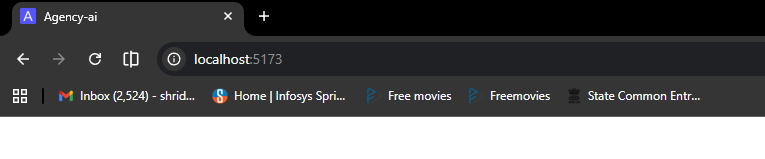 A Agency-ai
localhost:5173
Inbox (2,524) - shrid... Home | Infosys Spri... Free movies Freemovies State Common Entr...